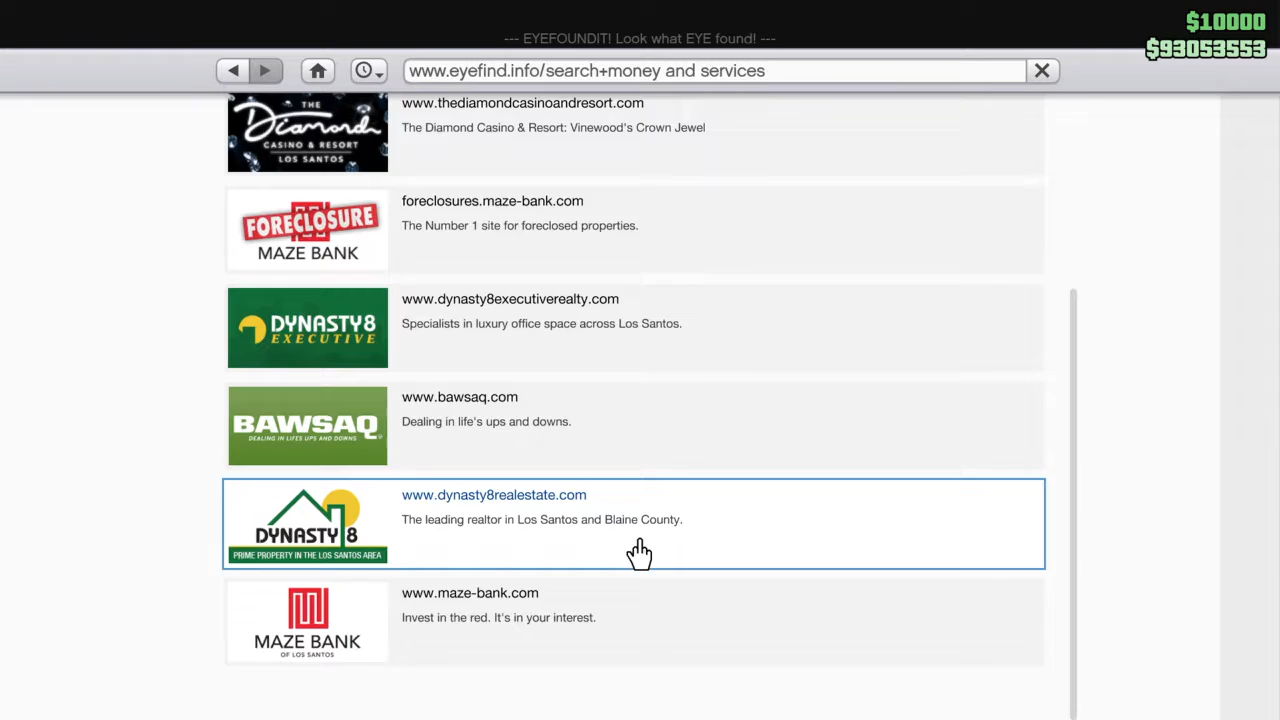 $10000
$93053553
--- EYEFOUNDIT! Look what EYE found! ---
www.eyefind.info/search+money and services
THE
Diamond
CASINO & RESORT
LOS SANTOS
www.thediamondcasinoandresort.com
The Diamond Casino & Resort: Vinewood's Crown Jewel
FORECLOSURE
MAZE BANK
foreclosures.maze-bank.com
The Number 1 site for foreclosed properties.
DYNASTY8
EXECUTIVE
www.dynasty8executiverealty.com
Specialists in luxury office space across Los Santos.
BAWSAQ
DEALING IN LIFES UPS AND DOWNS
www.bawsaq.com
Dealing in life's ups and downs.
DYNASTY 8
PRIME PROPERTY IN THE LOS SANTOS AREA
www.dynasty8realestate.com
The leading realtor in Los Santos and Blaine County.
MAZE BANK
OF LOS SANTOS
www.maze-bank.com
Invest in the red. It's in your interest.